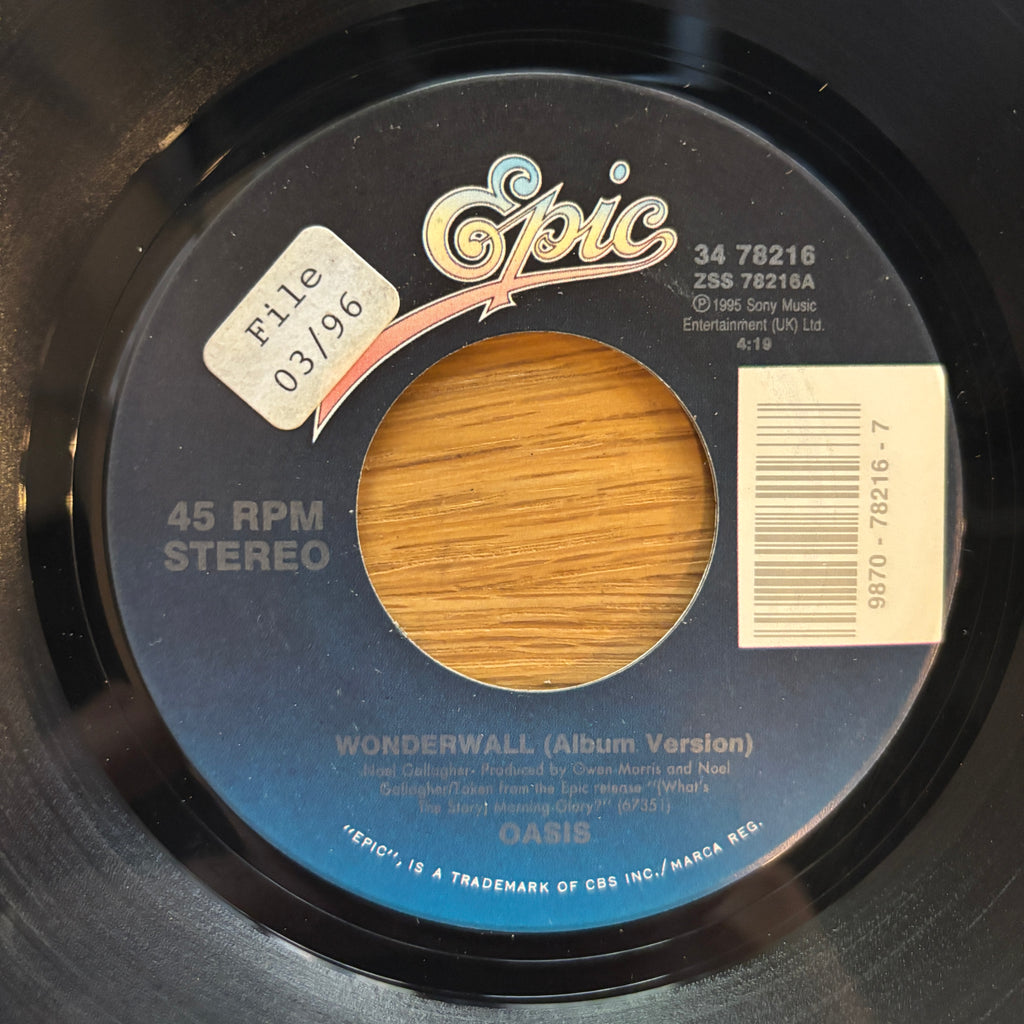 Epic
34 78216
ZSS 78216A
℗ 1995 Sony Music
Entertainment (UK) Ltd.
4:19
File
03/96
9870 - 78216 - 7
45 RPM
STEREO
WONDERWALL (Album Version)
Noel Gallagher- Produced by Owen Morris and Noel
Gallagher/Taken from the Epic release "(What's
The Story) Morning Glory?" (67351)
OASIS
"EPIC", IS A TRADEMARK OF CBS INC./MARCA REG.